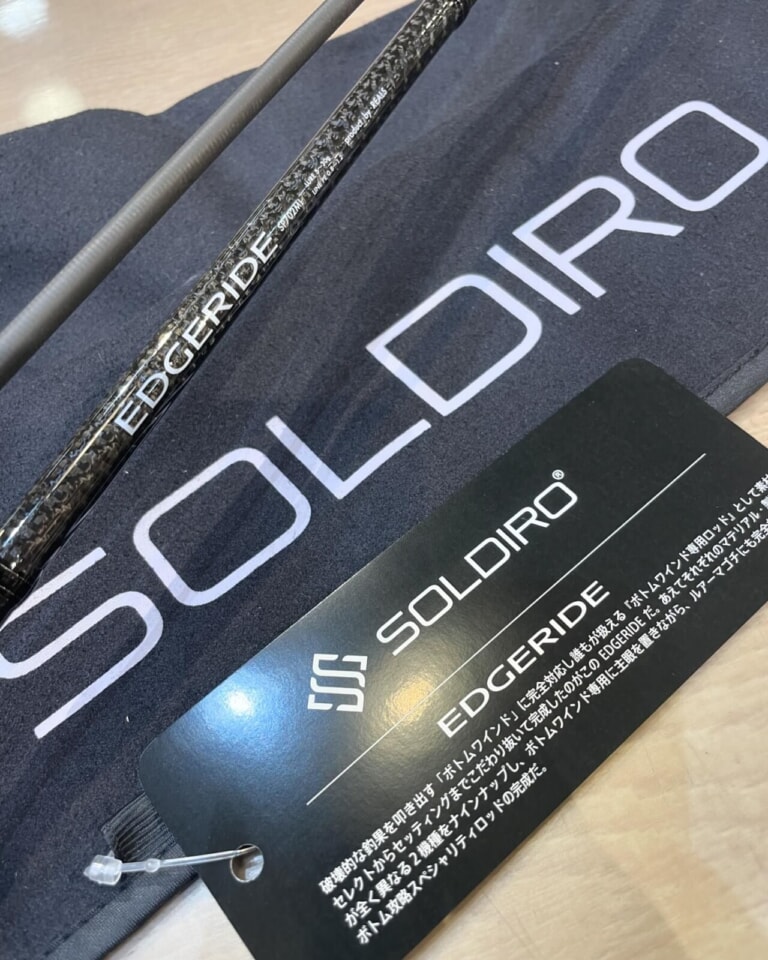 EDGERIDE
product by REALS
SOLDIRO
SOLDIRO®
EDGERIDE
破壊的な釣果を叩き出す「ボトムワインド」に完全対応し誰もが扱える「ボトムワインド専用ロッド」として素材
セレクトからセッティングまでこだわり抜いて完成したのがこの EDGERIDE だ。あえてそれぞれのマテリアル・
が全く異なる2機種をナインナップし、ボトムワインド専用に主眼を置きながら、ルアーマゴチにも完全
ボトム攻略スペシャリティロッドの完成だ。